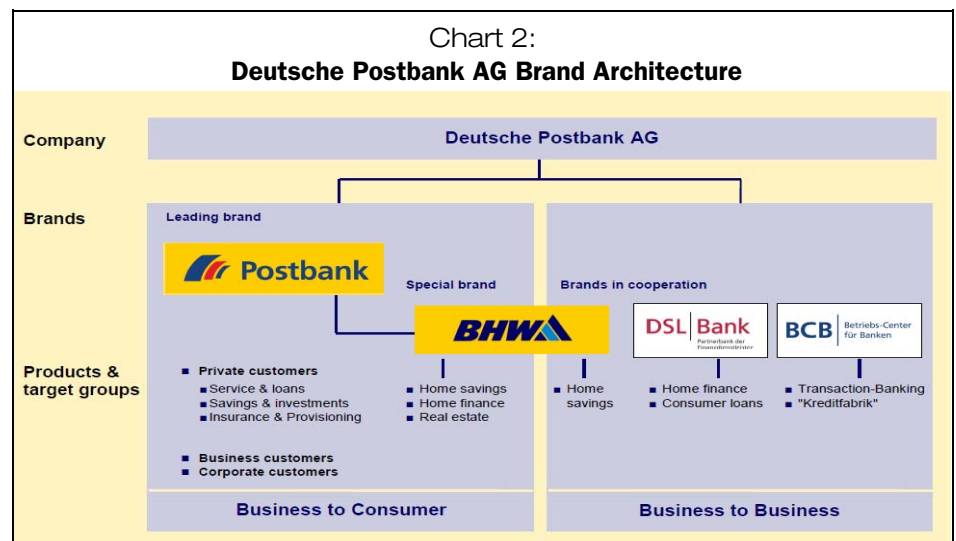 Chart 2:
Deutsche Postbank AG Brand Architecture
Company
Deutsche Postbank AG
Brands
Leading brand
Postbank
Special brand
Brands in cooperation
BHW
DSL Bank
Partnerbank der
Finanzdienstleister
BCB
Betriebs-Center
für Banken
Products &
target groups
Private customers
Service & loans
Savings & investments
Insurance & Provisioning
Business customers
Corporate customers
Home savings
Home finance
Real estate
Home
savings
Home finance
Consumer loans
Transaction-Banking
"Kreditfabrik"
Business to Consumer
Business to Business